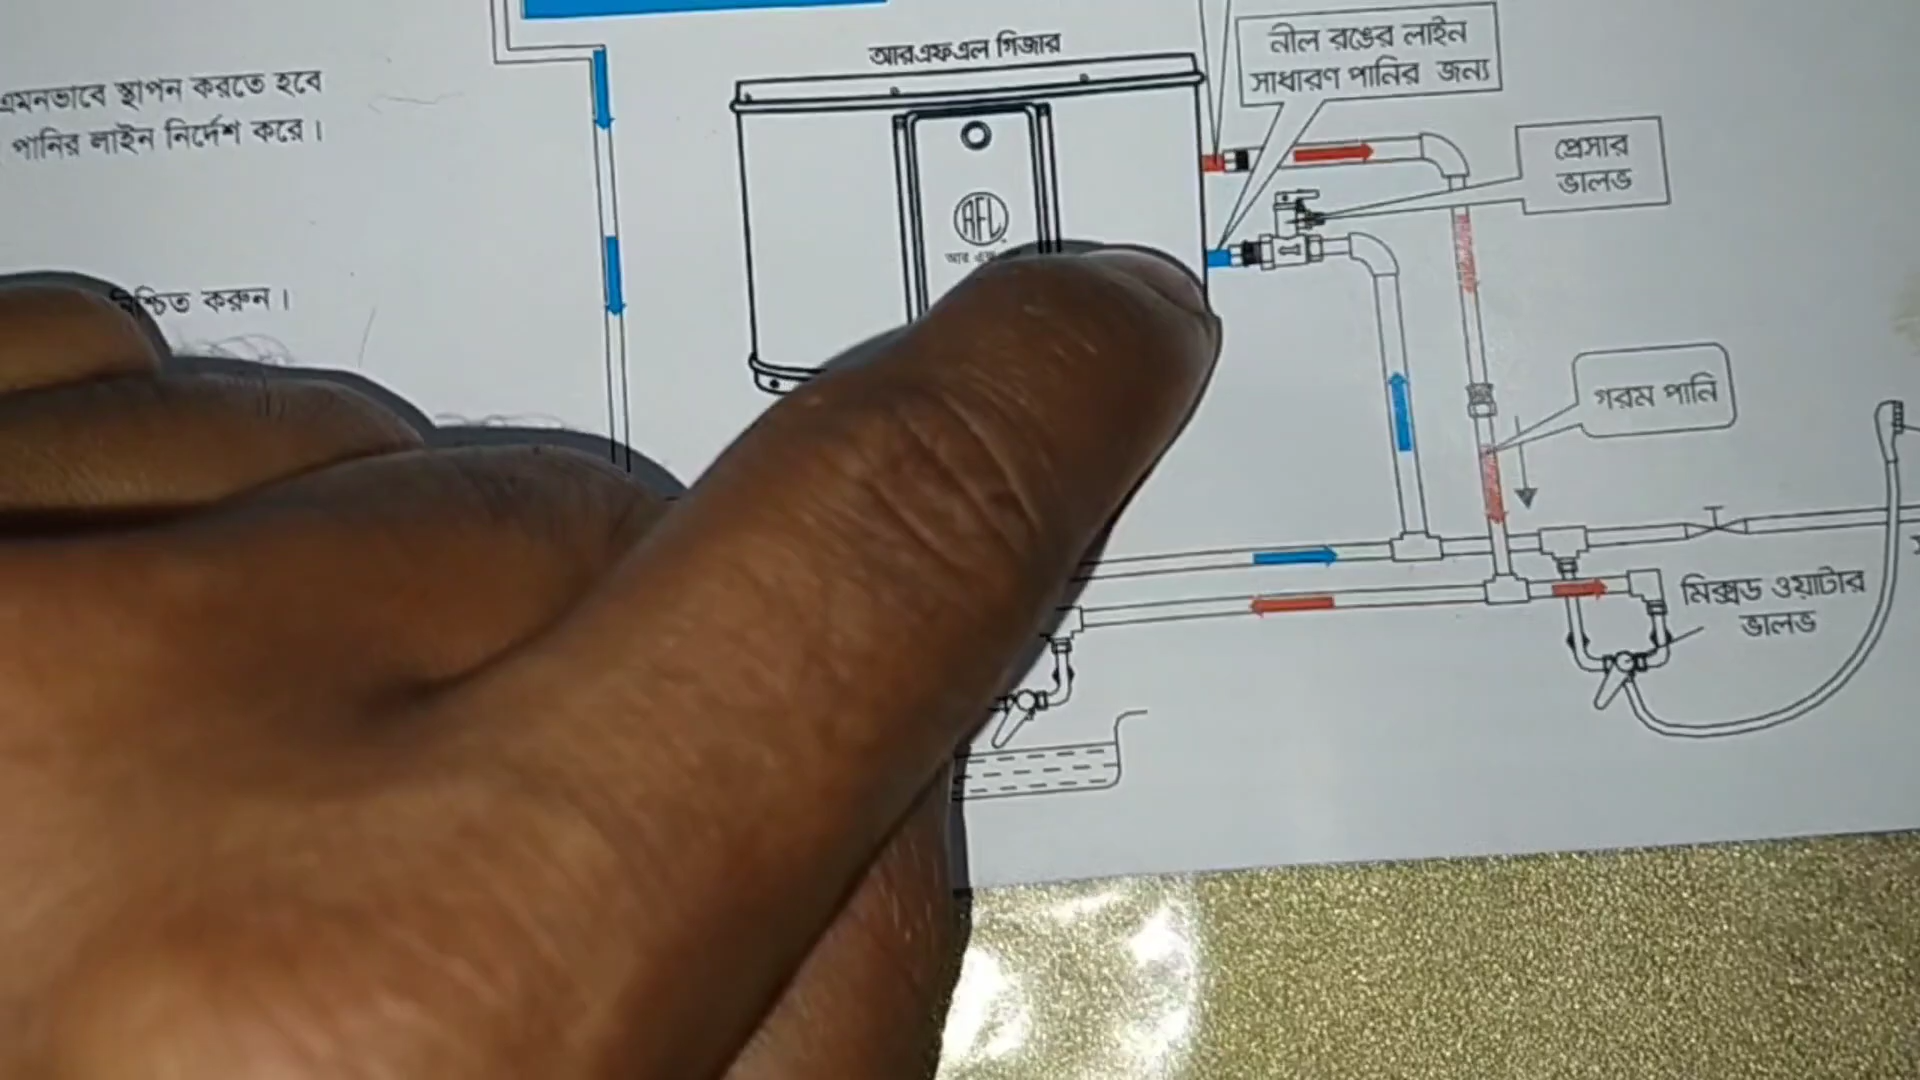 আরএফএল গিজার
নীল রঙের লাইন
সাধারণ পানির জন্য
এমনভাবে স্থাপন করতে হবে
পানির লাইন নির্দেশ করে।
প্রেসার
ভালভ
RFL
করুন।
গরম পানি
মিক্সড ওয়াটার
ভালভ